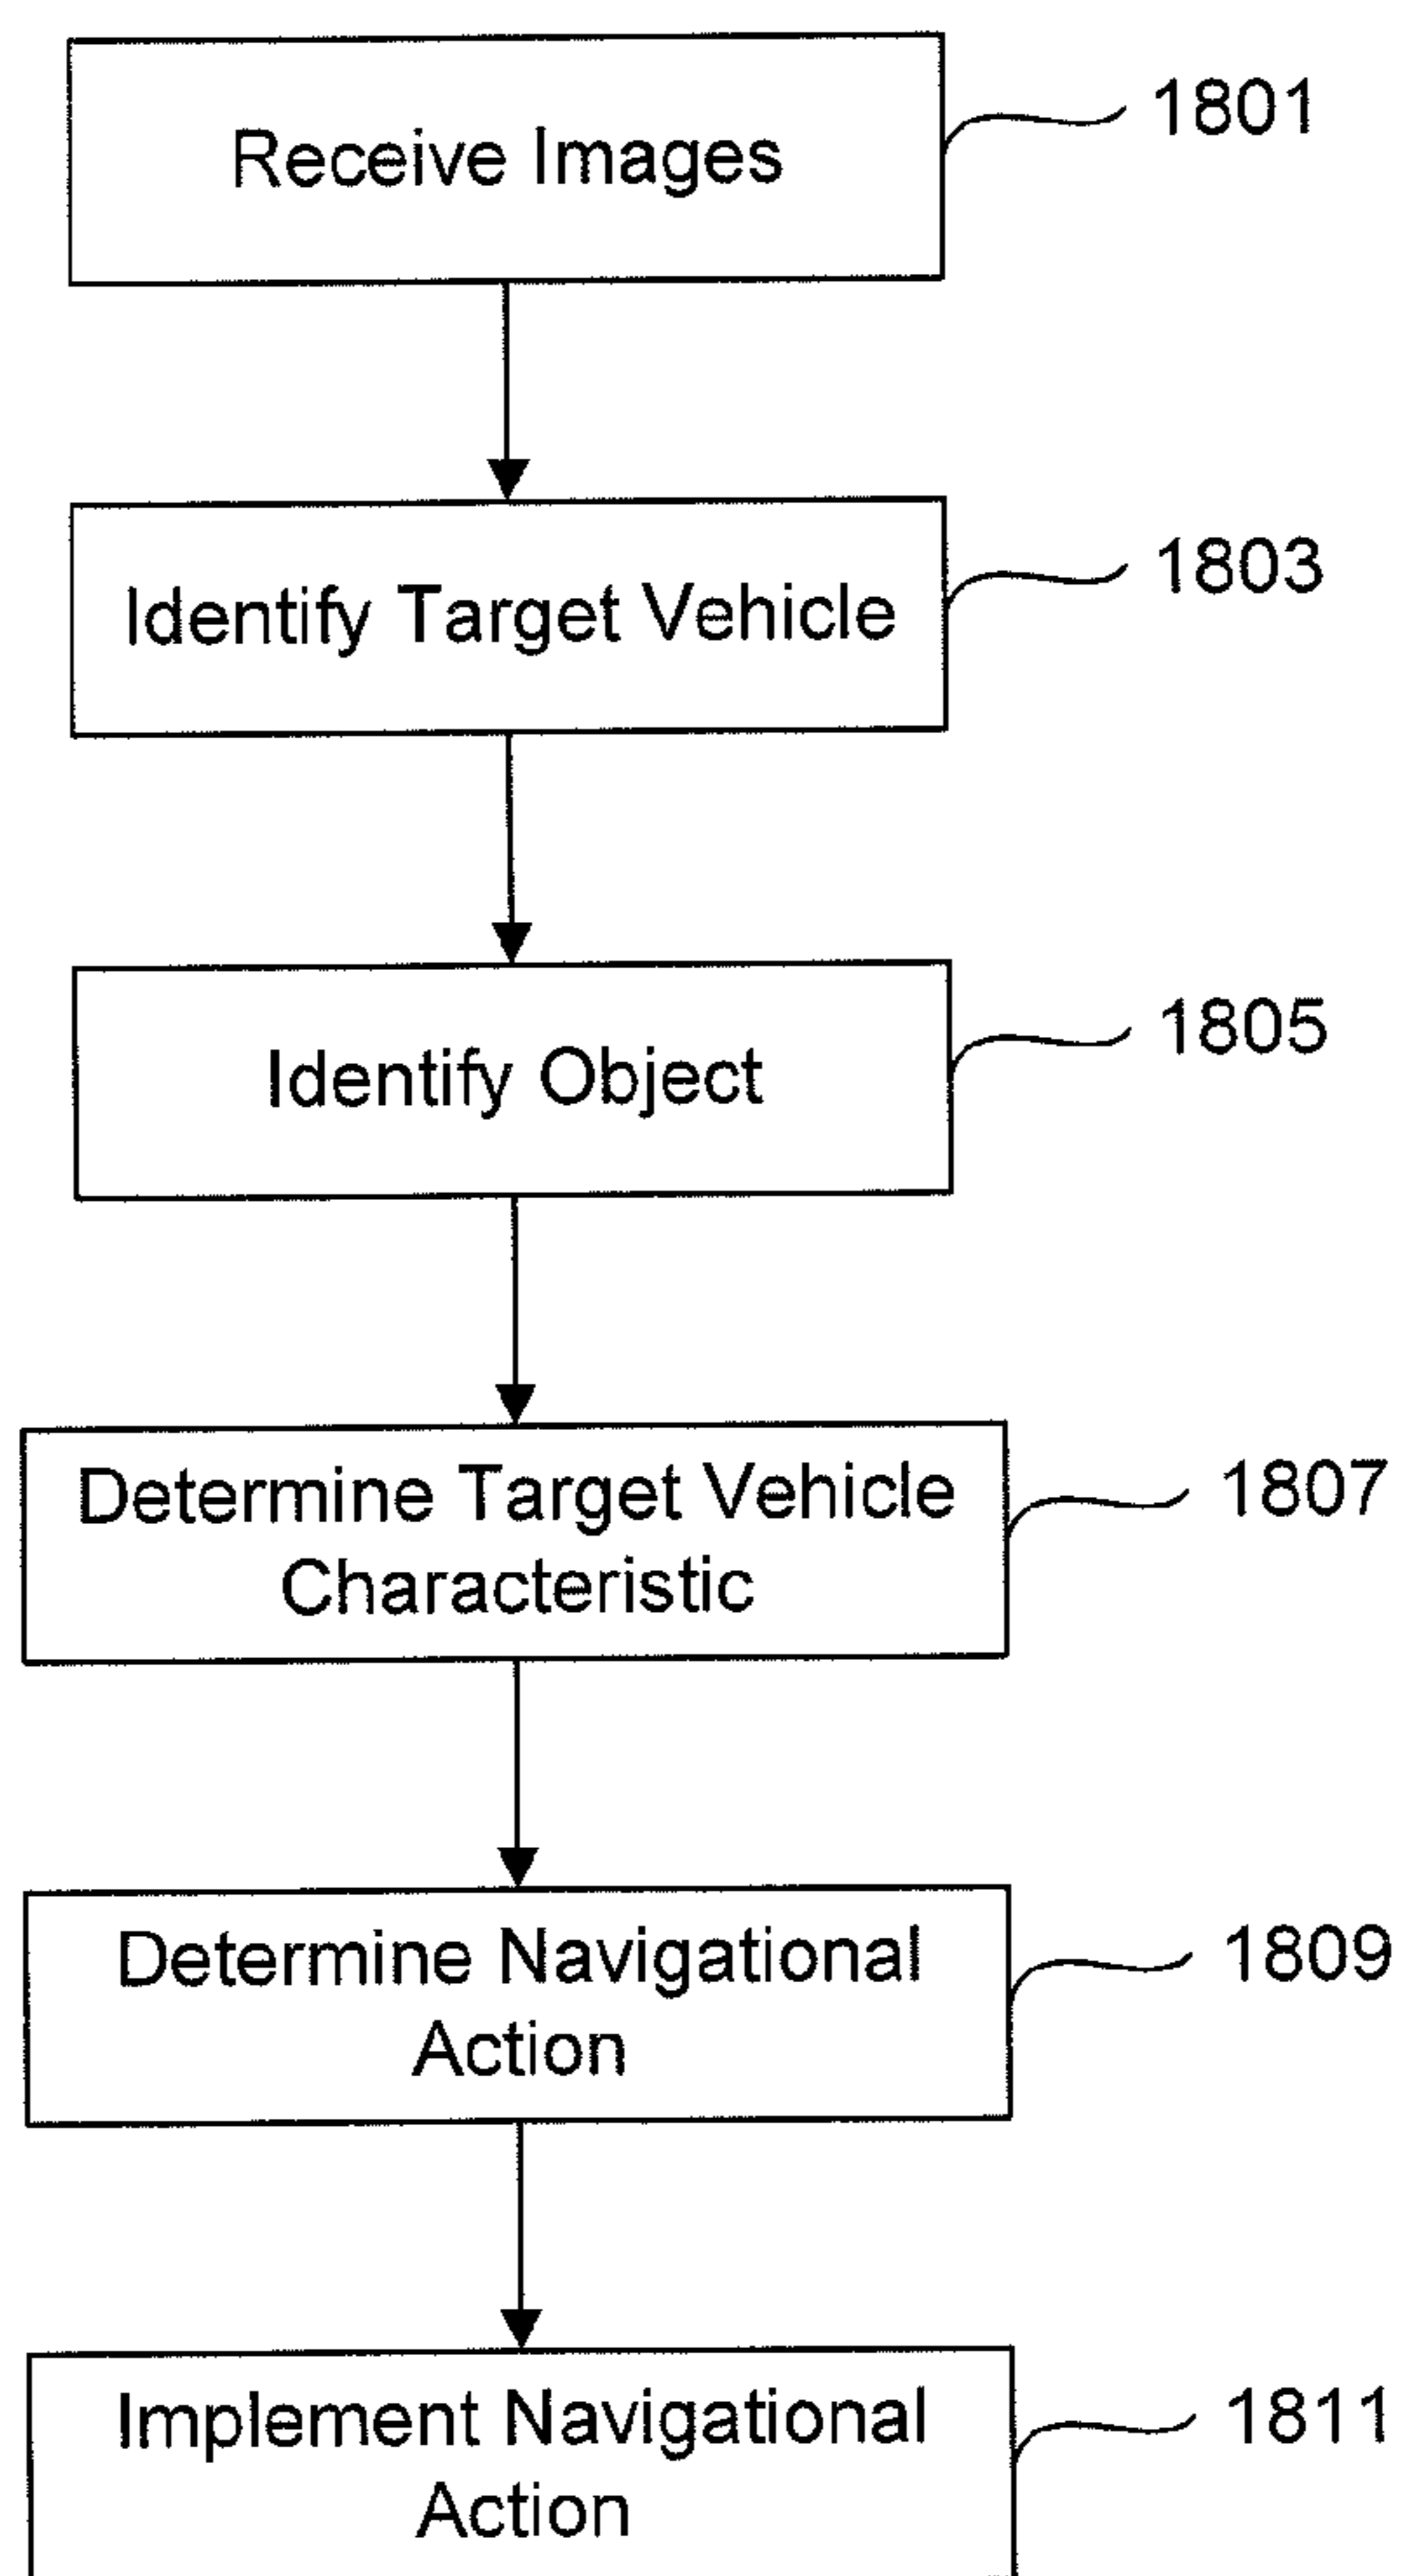 Receive Images
1801
Identify Target Vehicle
1803
Identify Object
1805
Determine Target Vehicle
Characteristic
1807
Determine Navigational
Action
1809
Implement Navigational
Action
1811